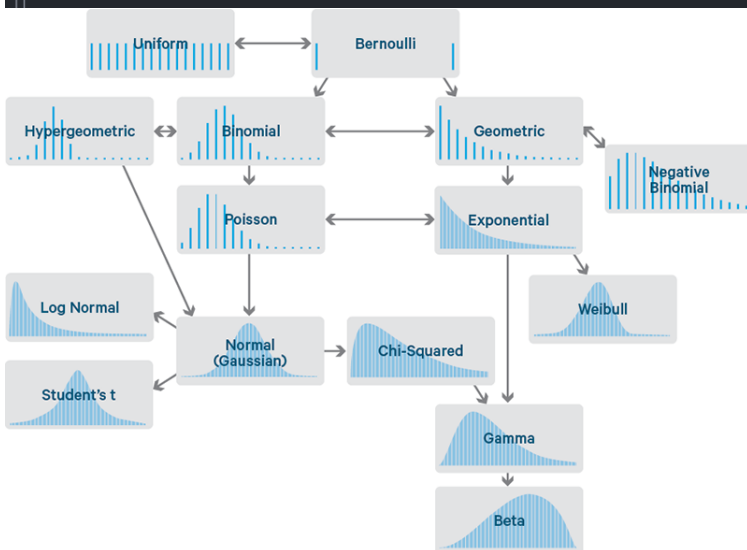 Uniform
Bernoulli
Hypergeometric
Binomial
Geometric
Negative
Binomial
Poisson
Exponential
Log Normal
Weibull
Normal
(Gaussian)
Chi-Squared
Student's t
Gamma
Beta